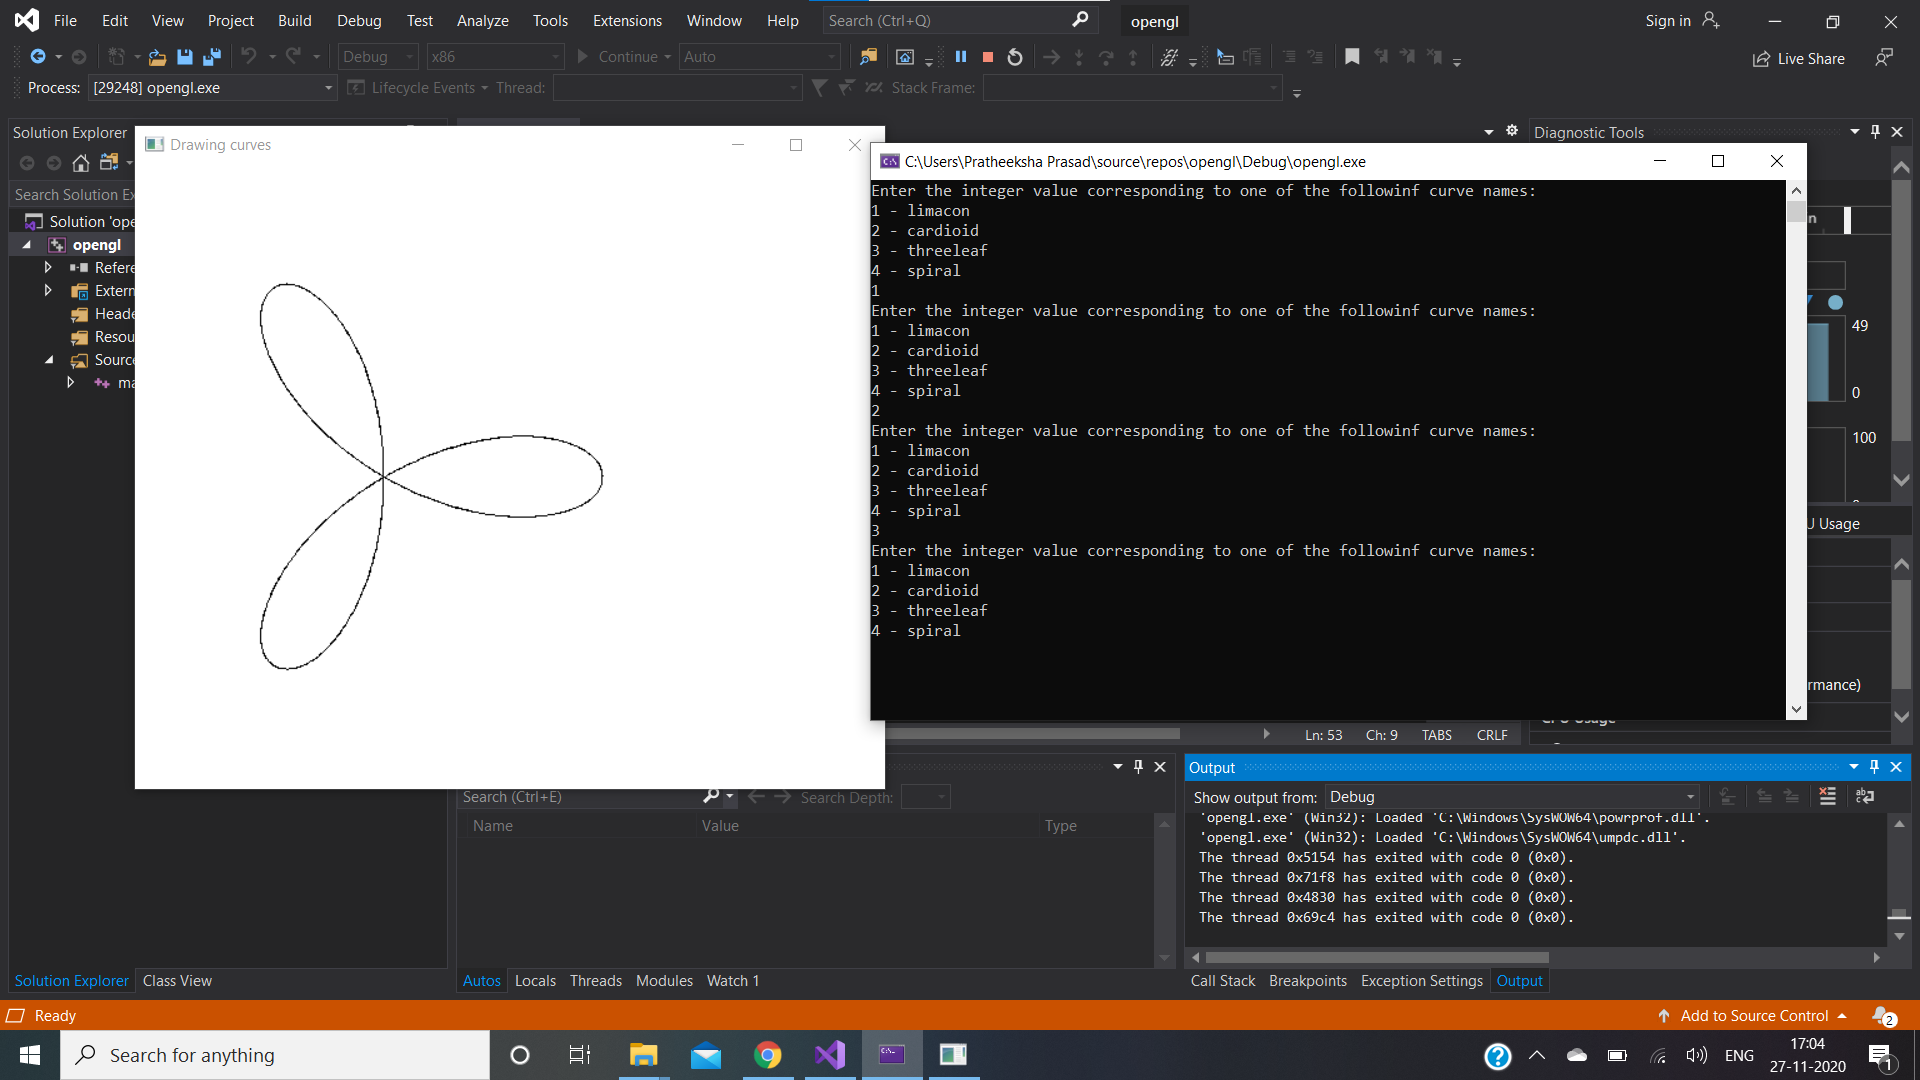 File Edit View Project Build Debug Test Analyze Tools Extensions Window Help Search (Ctrl+Q) opengl Sign in
Debug x86 Continue Auto Live Share
Process: [29248] opengl.exe Lifecycle Events Thread: Stack Frame:
Solution Explorer
Search Solution Ex
Solution 'ope
opengl
Refere
Extern
Heade
Resou
Source
ma
Drawing curves
C:\Users\Pratheeksha Prasad\source\repos\opengl\Debug\opengl.exe
Enter the integer value corresponding to one of the followinf curve names:
1 - limacon
2 - cardioid
3 - threeleaf
4 - spiral
1
Enter the integer value corresponding to one of the followinf curve names:
1 - limacon
2 - cardioid
3 - threeleaf
4 - spiral
2
Enter the integer value corresponding to one of the followinf curve names:
1 - limacon
2 - cardioid
3 - threeleaf
4 - spiral
3
Enter the integer value corresponding to one of the followinf curve names:
1 - limacon
2 - cardioid
3 - threeleaf
4 - spiral
Diagnostic Tools
49
0
100
U Usage
rmance)
CPU Usage
Ln: 53 Ch: 9 TABS CRLF
Search (Ctrl+E) Search Depth:
Name Value Type
Output
Show output from: Debug
'opengl.exe' (Win32): Loaded 'C:\Windows\SysWOW64\powrprof.dll'.
'opengl.exe' (Win32): Loaded 'C:\Windows\SysWOW64\umpdc.dll'.
The thread 0x5154 has exited with code 0 (0x0).
The thread 0x71f8 has exited with code 0 (0x0).
The thread 0x4830 has exited with code 0 (0x0).
The thread 0x69c4 has exited with code 0 (0x0).
Solution Explorer Class View
Autos Locals Threads Modules Watch 1
Call Stack Breakpoints Exception Settings Output
Ready Add to Source Control 2
Search for anything
ENG 17:04
27-11-2020
1